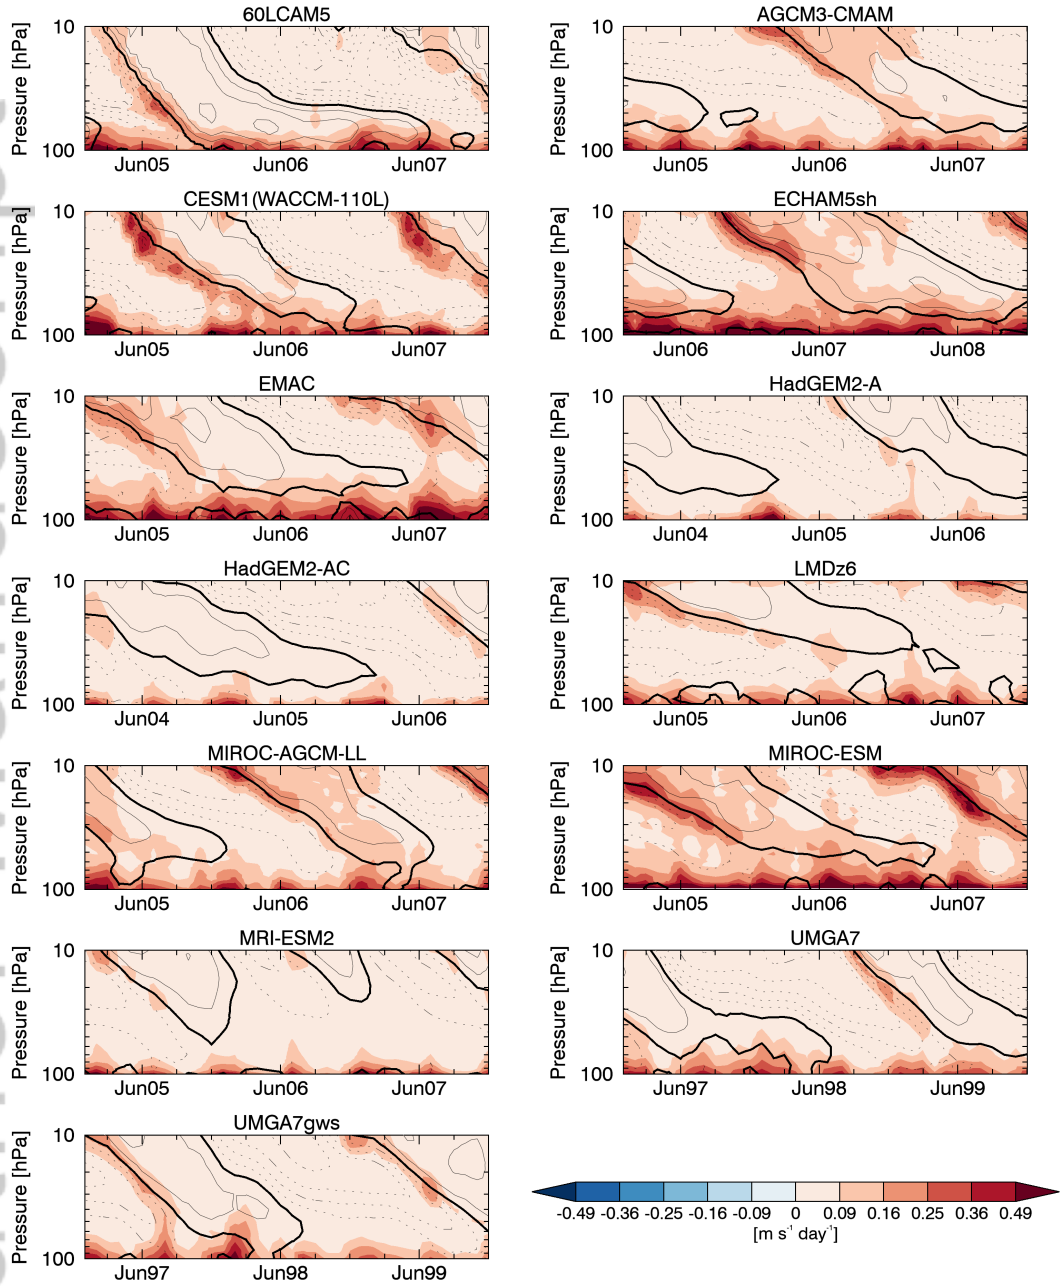 60LCAM5
AGCM3-CMAM
Pressure [hPa]
10
100
Jun05 Jun06 Jun07
Pressure [hPa]
10
100
Jun05 Jun06 Jun07
CESM1(WACCM-110L)
ECHAM5sh
Pressure [hPa]
10
100
Jun05 Jun06 Jun07
Pressure [hPa]
10
100
Jun06 Jun07 Jun08
EMAC
HadGEM2-A
Pressure [hPa]
10
100
Jun05 Jun06 Jun07
Pressure [hPa]
10
100
Jun04 Jun05 Jun06
HadGEM2-AC
LMDz6
Pressure [hPa]
10
100
Jun04 Jun05 Jun06
Pressure [hPa]
10
100
Jun05 Jun06 Jun07
MIROC-AGCM-LL
MIROC-ESM
Pressure [hPa]
10
100
Jun05 Jun06 Jun07
Pressure [hPa]
10
100
Jun05 Jun06 Jun07
MRI-ESM2
UMGA7
Pressure [hPa]
10
100
Jun05 Jun06 Jun07
Pressure [hPa]
10
100
Jun97 Jun98 Jun99
UMGA7gws
Pressure [hPa]
10
100
Jun97 Jun98 Jun99
-0.49 -0.36 -0.25 -0.16 -0.09 0 0.09 0.16 0.25 0.36 0.49
[m s⁻¹ day⁻¹]